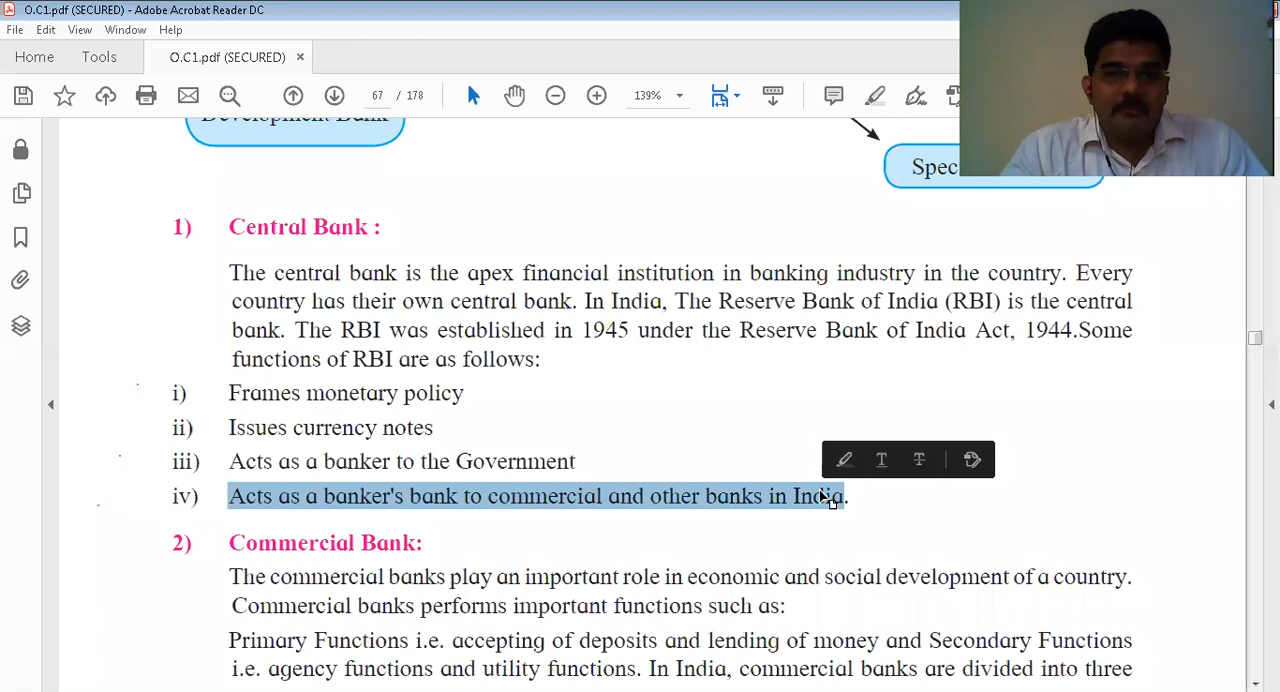 O.C1.pdf (SECURED) - Adobe Acrobat Reader DC
File Edit View Window Help
Home Tools O.C1.pdf (SECURED) ×
67 / 178 139%
Development Bank
Spec
1) Central Bank :
The central bank is the apex financial institution in banking industry in the country. Every
country has their own central bank. In India, The Reserve Bank of India (RBI) is the central
bank. The RBI was established in 1945 under the Reserve Bank of India Act, 1944.Some
functions of RBI are as follows:
i) Frames monetary policy
ii) Issues currency notes
iii) Acts as a banker to the Government
iv) Acts as a banker's bank to commercial and other banks in India.
2) Commercial Bank:
The commercial banks play an important role in economic and social development of a country.
Commercial banks performs important functions such as:
Primary Functions i.e. accepting of deposits and lending of money and Secondary Functions
i.e. agency functions and utility functions. In India, commercial banks are divided into three